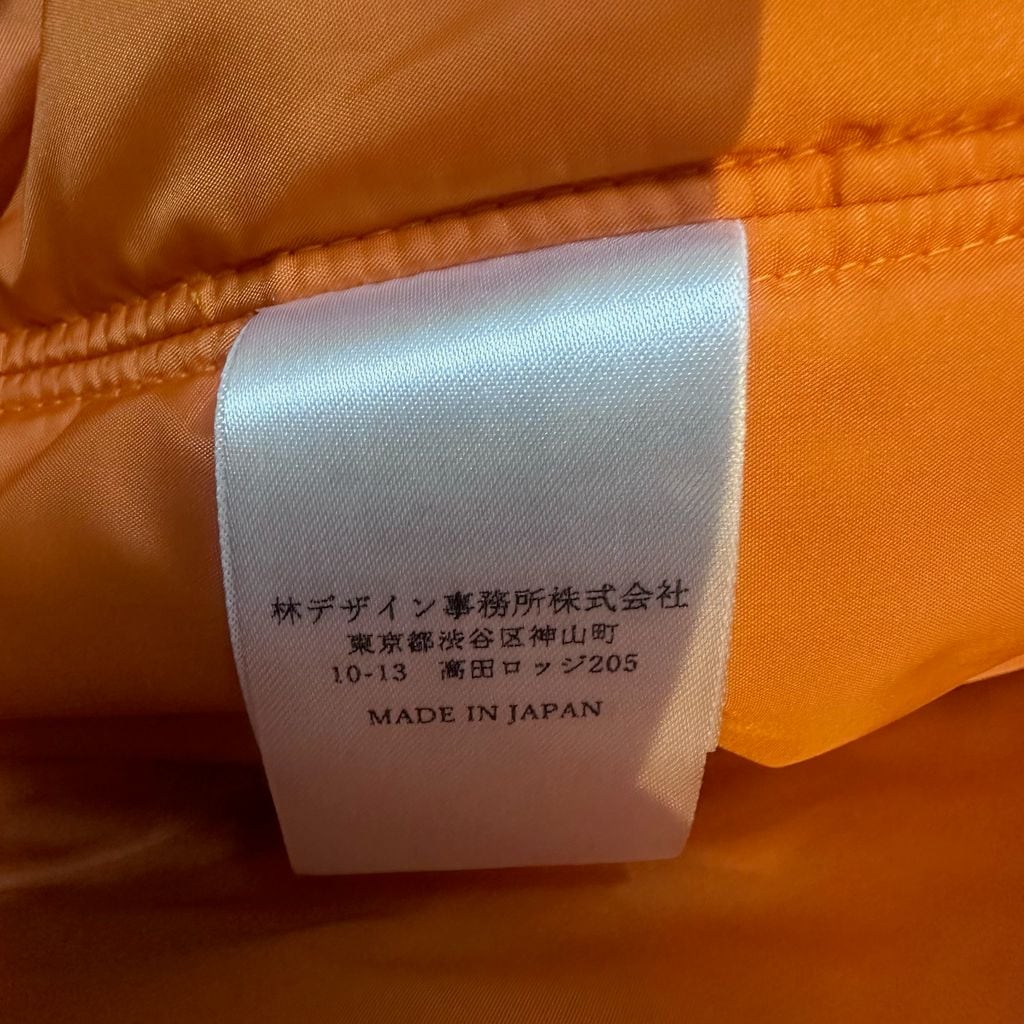 林デザイン事務所株式会社
東京都渋谷区神山町
10-13 高田ロッジ205
MADE IN JAPAN